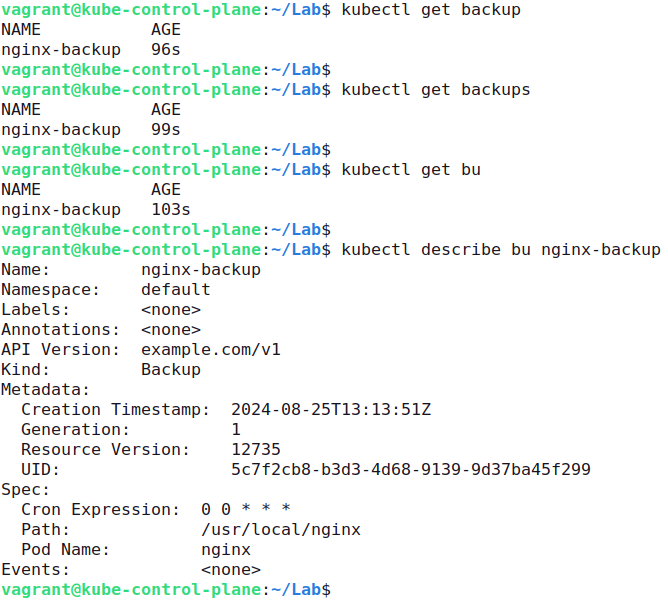 vagrant@kube-control-plane:~/Lab$ kubectl get backup
NAME           AGE
nginx-backup   96s
vagrant@kube-control-plane:~/Lab$
vagrant@kube-control-plane:~/Lab$ kubectl get backups
NAME           AGE
nginx-backup   99s
vagrant@kube-control-plane:~/Lab$
vagrant@kube-control-plane:~/Lab$ kubectl get bu
NAME           AGE
nginx-backup   103s
vagrant@kube-control-plane:~/Lab$
vagrant@kube-control-plane:~/Lab$ kubectl describe bu nginx-backup
Name:         nginx-backup
Namespace:    default
Labels:       <none>
Annotations:  <none>
API Version:  example.com/v1
Kind:         Backup
Metadata:
  Creation Timestamp:  2024-08-25T13:13:51Z
  Generation:          1
  Resource Version:    12735
  UID:                 5c7f2cb8-b3d3-4d68-9139-9d37ba45f299
Spec:
  Cron Expression:  0 0 * * *
  Path:             /usr/local/nginx
  Pod Name:         nginx
Events:             <none>
vagrant@kube-control-plane:~/Lab$